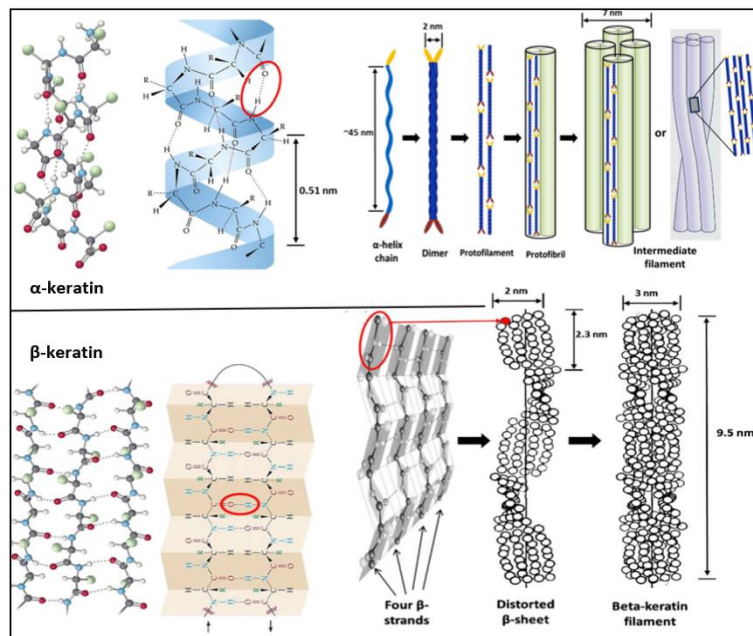 α-keratin
0.51 nm
2 nm
7 nm
~45 nm
or
α-helix
chain
Dimer
Protofilament
Protofibril
Intermediate
filament
β-keratin
2 nm
3 nm
2.3 nm
9.5 nm
Four β-
strands
Distorted
β-sheet
Beta-keratin
filament